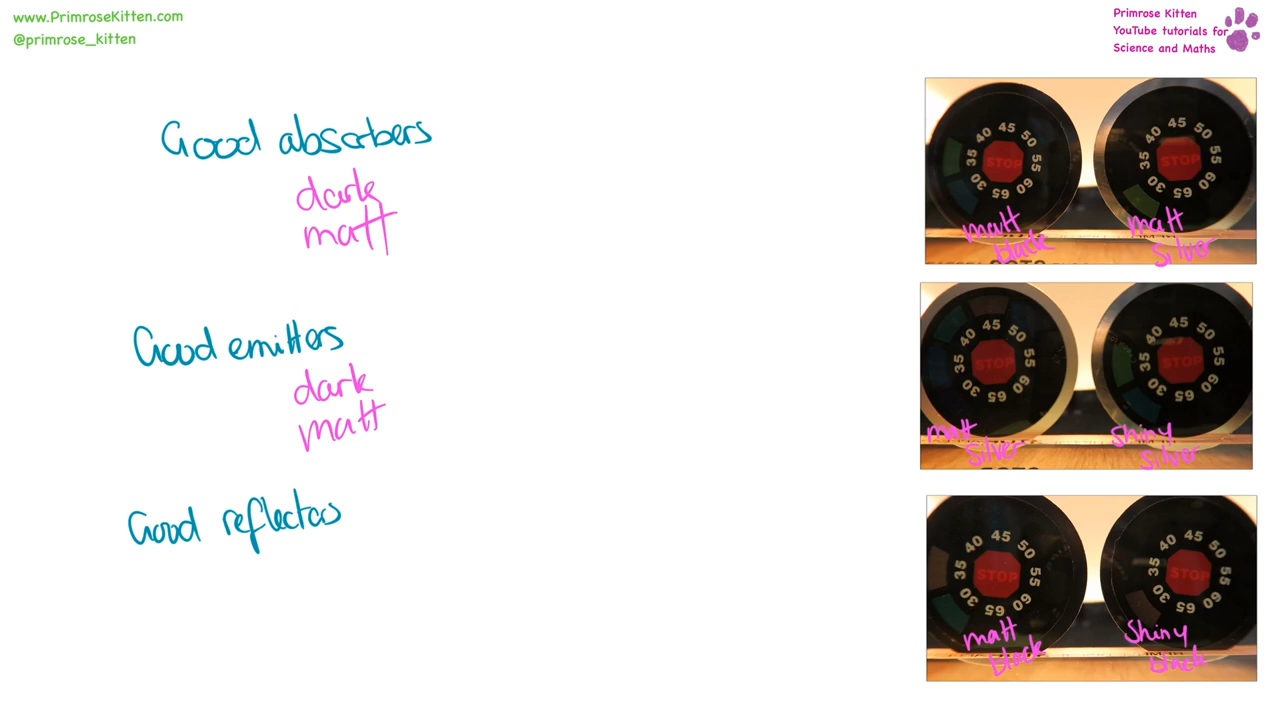 www.PrimroseKitten.com
@primrose_kitten
Primrose Kitten
YouTube tutorials for
Science and Maths
Good absorbers
dark
matt
Good emitters
dark
matt
Good reflectors
30 35 40 45 50 55 60 65
STOP
matt
black
30 35 40 45 50 55 60 65
STOP
matt
silver
35 40 45 50 55 60 65
STOP
matt
silver
30 35 40 45 50 55 60 65
STOP
shiny
silver
30 35 40 45 50 55 60 65
STOP
matt
black
30 35 40 45 50 55 60 65
STOP
Shiny
black